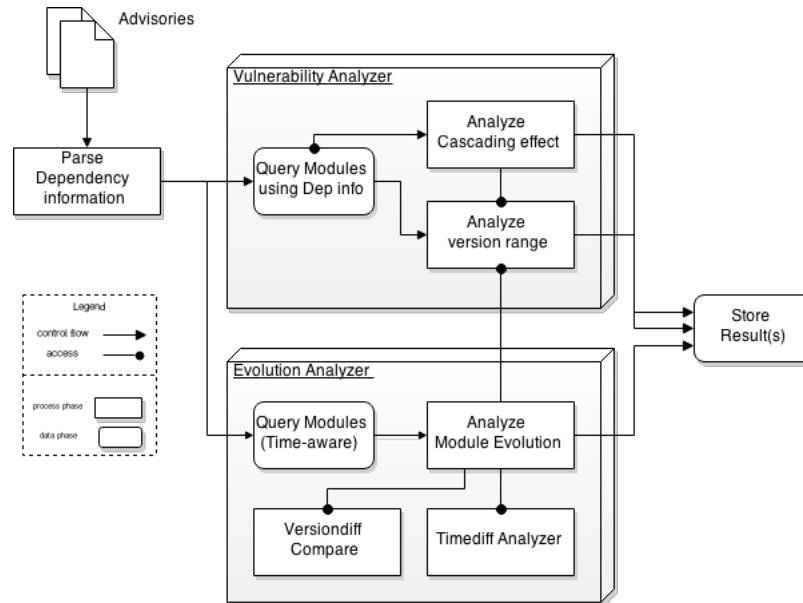 Advisories
Parse
Dependency
information
Vulnerability Analyzer
Query Modules
using Dep info
Analyze
Cascading effect
Analyze
version range
Legend
control flow
access
process phase
data phase
Store
Result(s)
Evolution Analyzer
Query Modules
(Time-aware)
Analyze
Module Evolution
Versiondiff
Compare
Timediff Analyzer